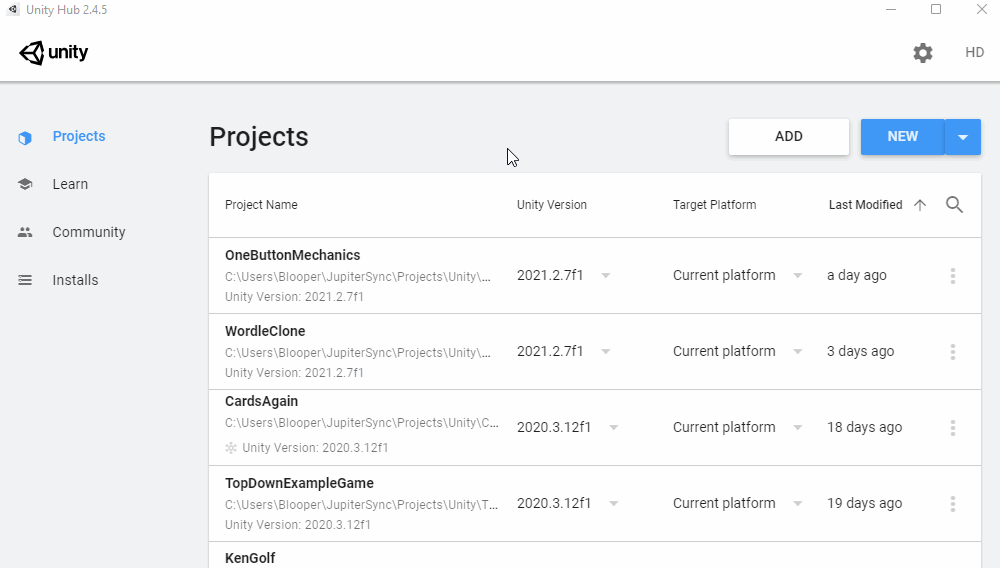 Unity Hub 2.4.5
unity
HD
Projects
Learn
Community
Installs
Projects
ADD
NEW
Project Name
Unity Version
Target Platform
Last Modified
OneButtonMechanics
C:\Users\Blooper\JupiterSync\Projects\Unity\...
Unity Version: 2021.2.7f1
2021.2.7f1
Current platform
a day ago
WordleClone
C:\Users\Blooper\JupiterSync\Projects\Unity\...
Unity Version: 2021.2.7f1
2021.2.7f1
Current platform
3 days ago
CardsAgain
C:\Users\Blooper\JupiterSync\Projects\Unity\C...
Unity Version: 2020.3.12f1
2020.3.12f1
Current platform
18 days ago
TopDownExampleGame
C:\Users\Blooper\JupiterSync\Projects\Unity\T...
Unity Version: 2020.3.12f1
2020.3.12f1
Current platform
19 days ago
KenGolf